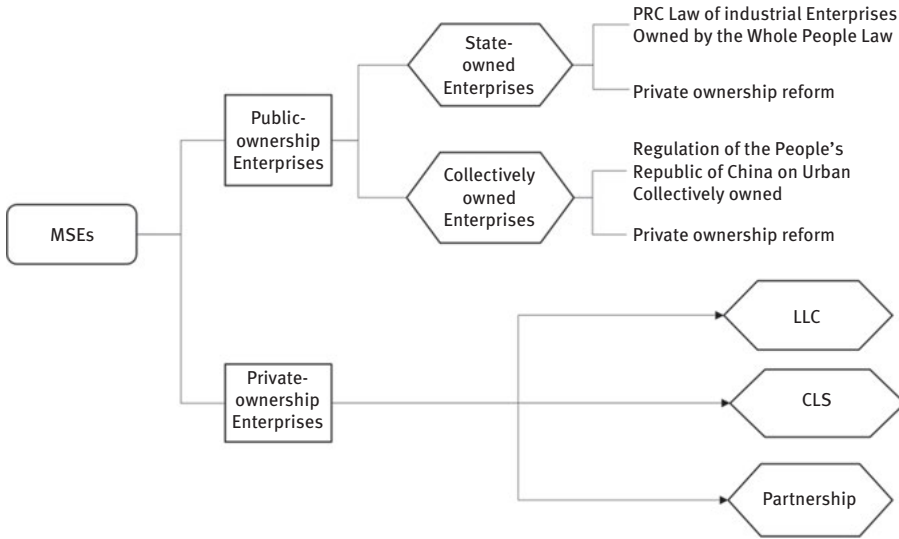 PRC Law of industrial Enterprises
Owned by the Whole People Law
State-
owned
Enterprises
Private ownership reform
Public-
ownership
Enterprises
Regulation of the People's
Republic of China on Urban
Collectively owned
Collectively
owned
Enterprises
Private ownership reform
MSEs
LLC
Private-
ownership
Enterprises
CLS
Partnership